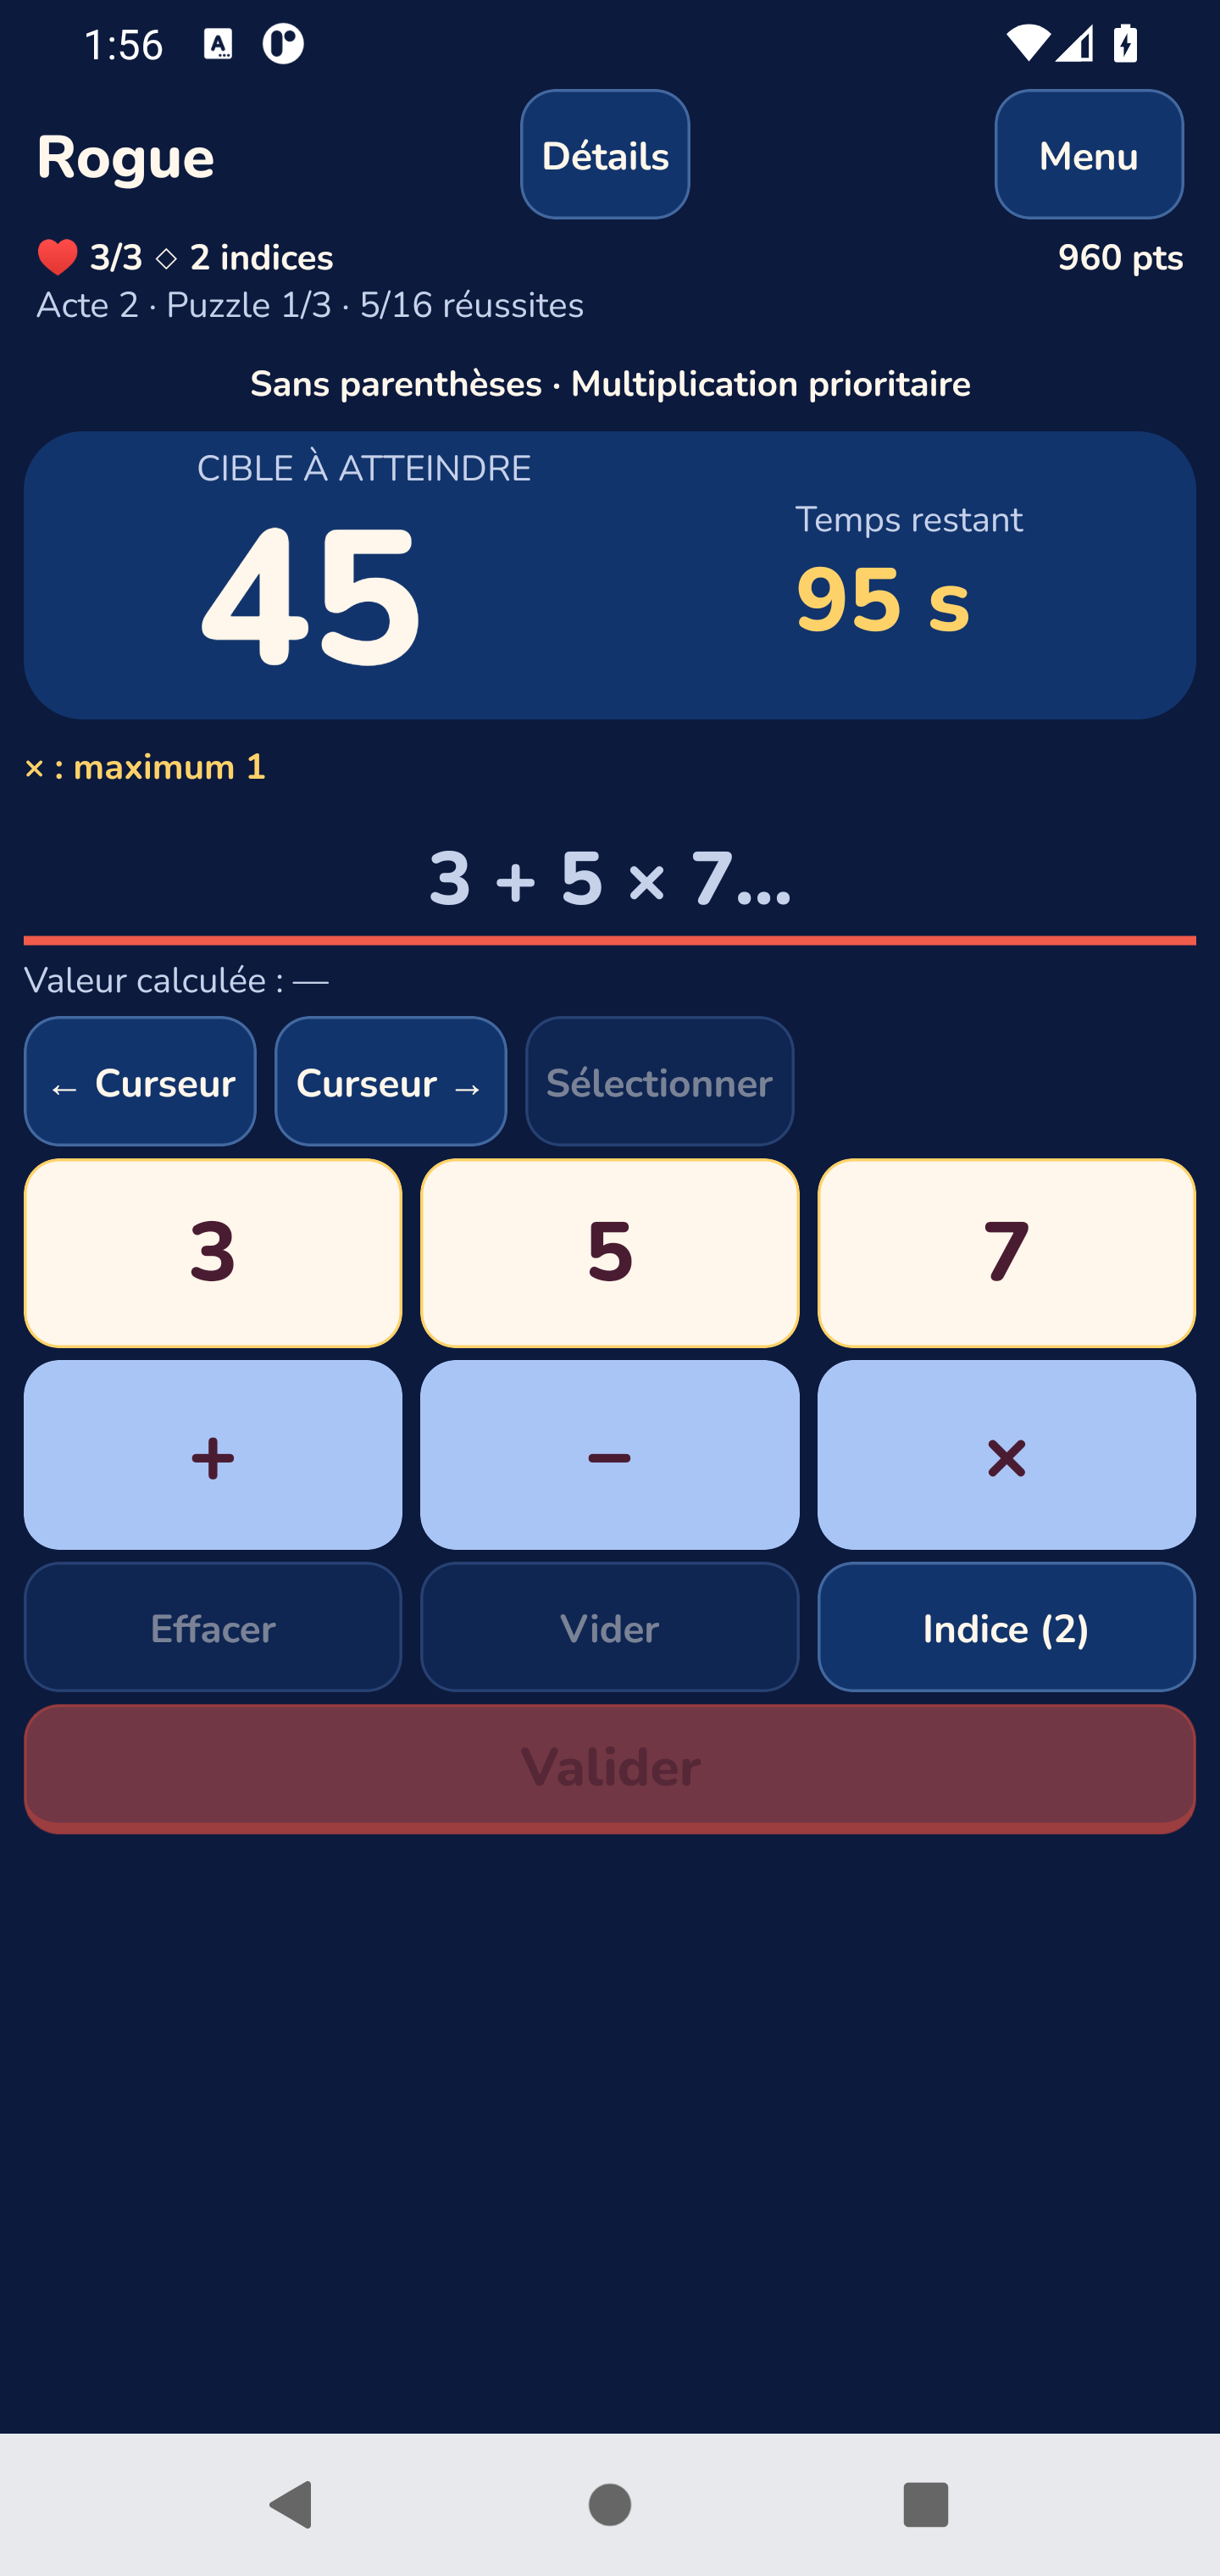 1:56
Rogue
Détails
Menu
3/3 ◇ 2 indices
960 pts
Acte 2 · Puzzle 1/3 · 5/16 réussites
Sans parenthèses · Multiplication prioritaire
CIBLE À ATTEINDRE
45
Temps restant
95 s
× : maximum 1
3 + 5 × 7...
Valeur calculée : —
← Curseur
Curseur →
Sélectionner
3
5
7
+
−
×
Effacer
Vider
Indice (2)
Valider